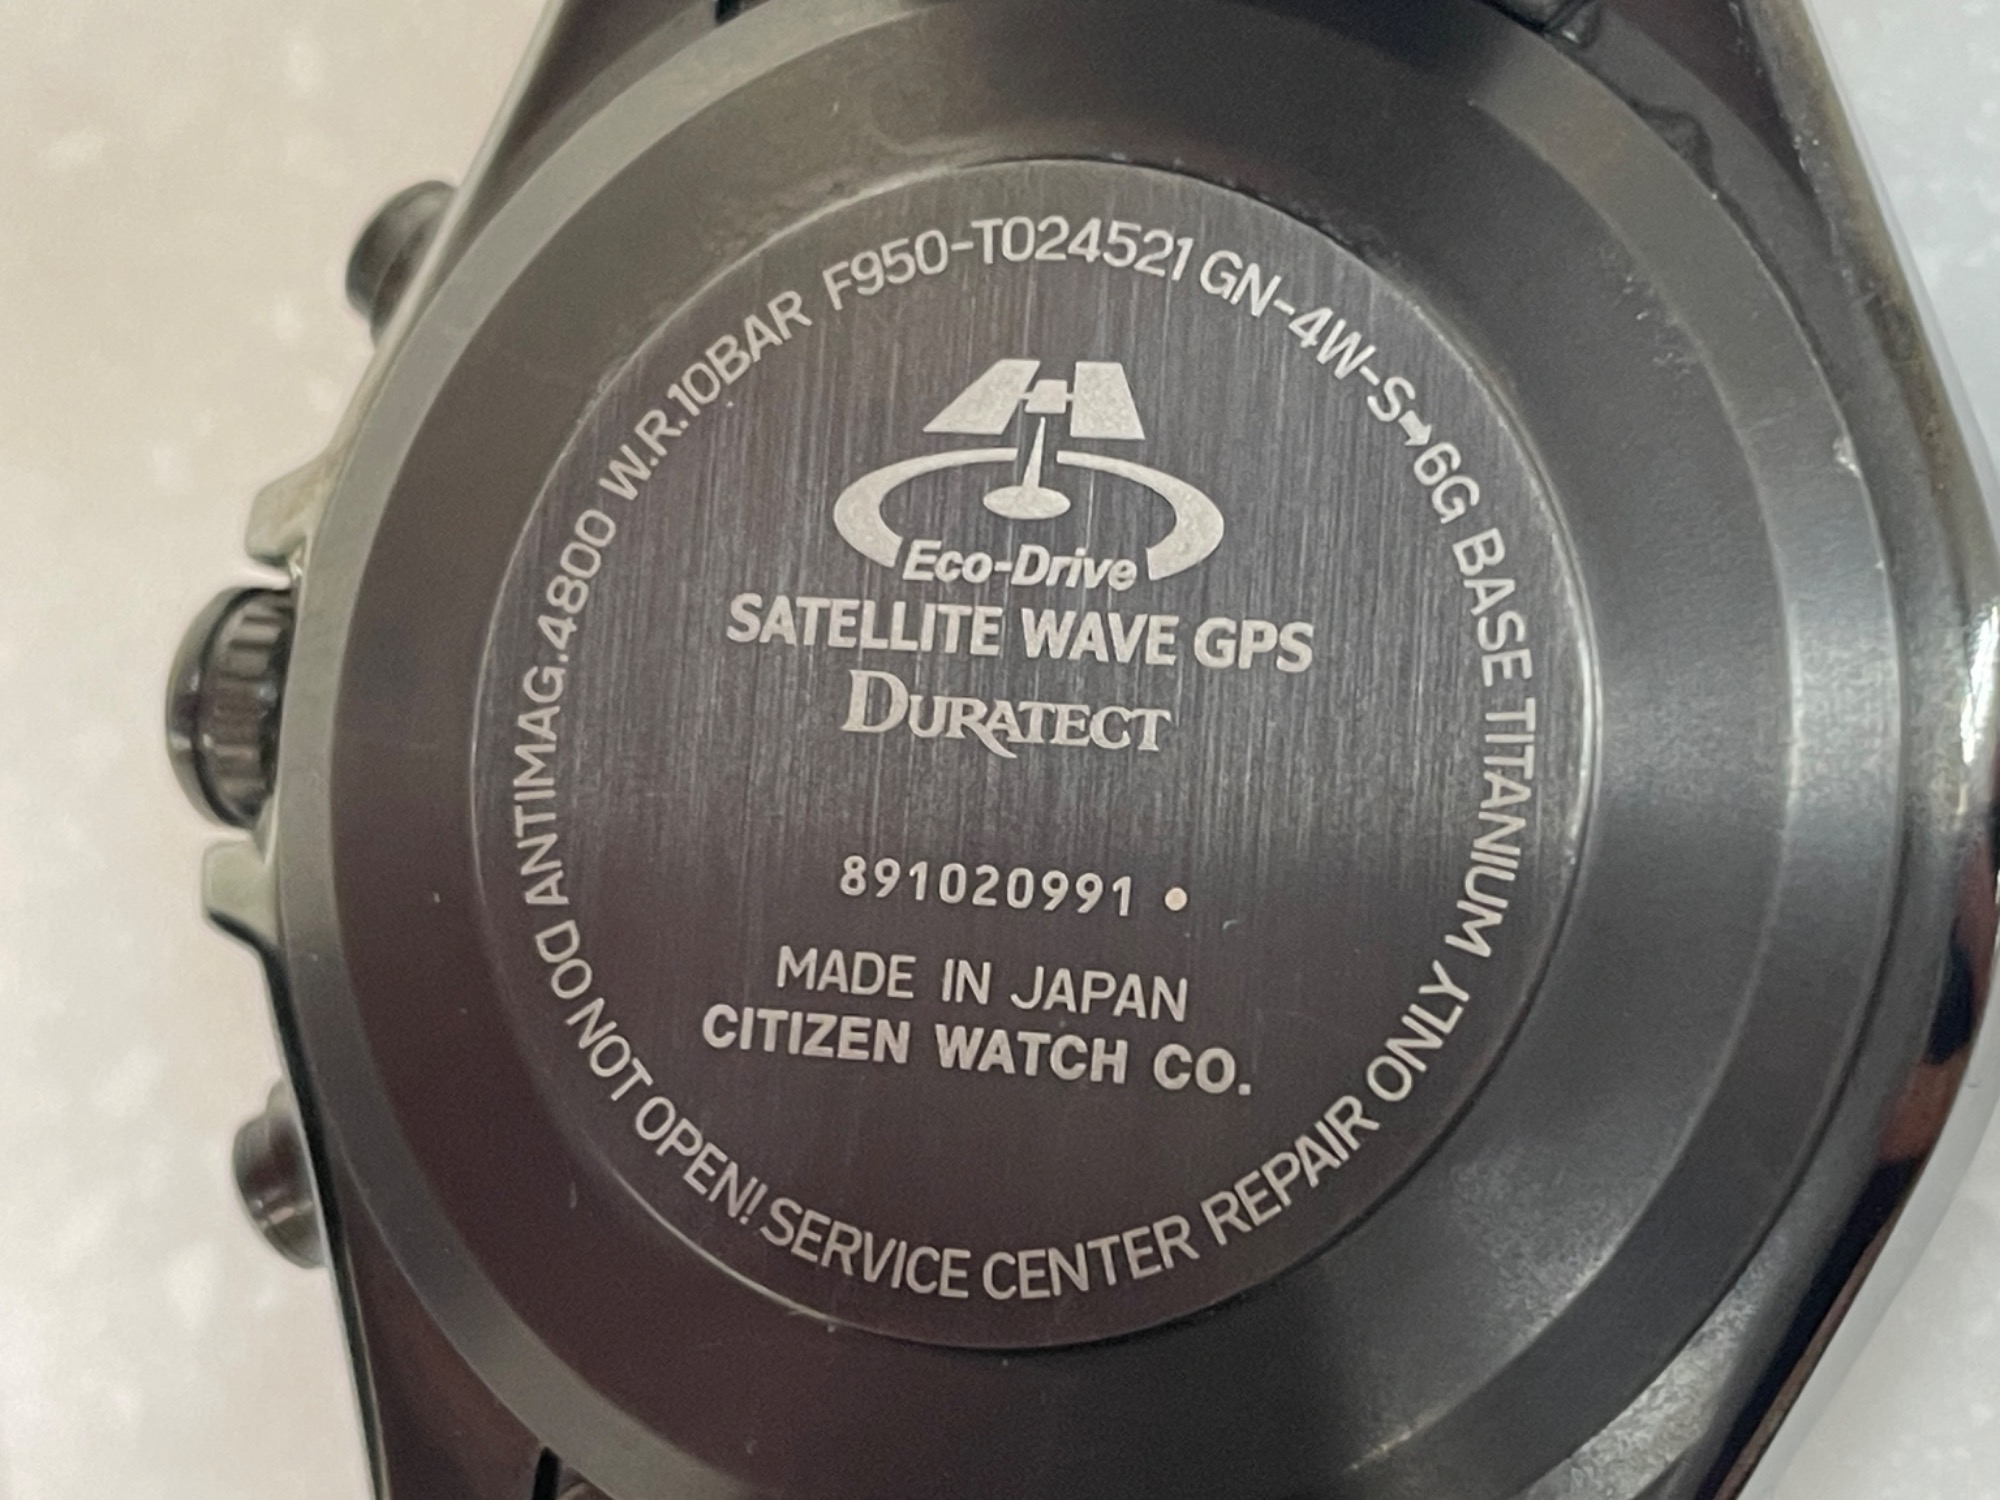 ANTIMAG.4800 W.R.10BAR F950-T024521 GN-4W-S➡6G BASE TITANIUM
Eco-Drive
SATELLITE WAVE GPS
DURATECT
891020991
MADE IN JAPAN
CITIZEN WATCH CO.
DO NOT OPEN! SERVICE CENTER REPAIR ONLY